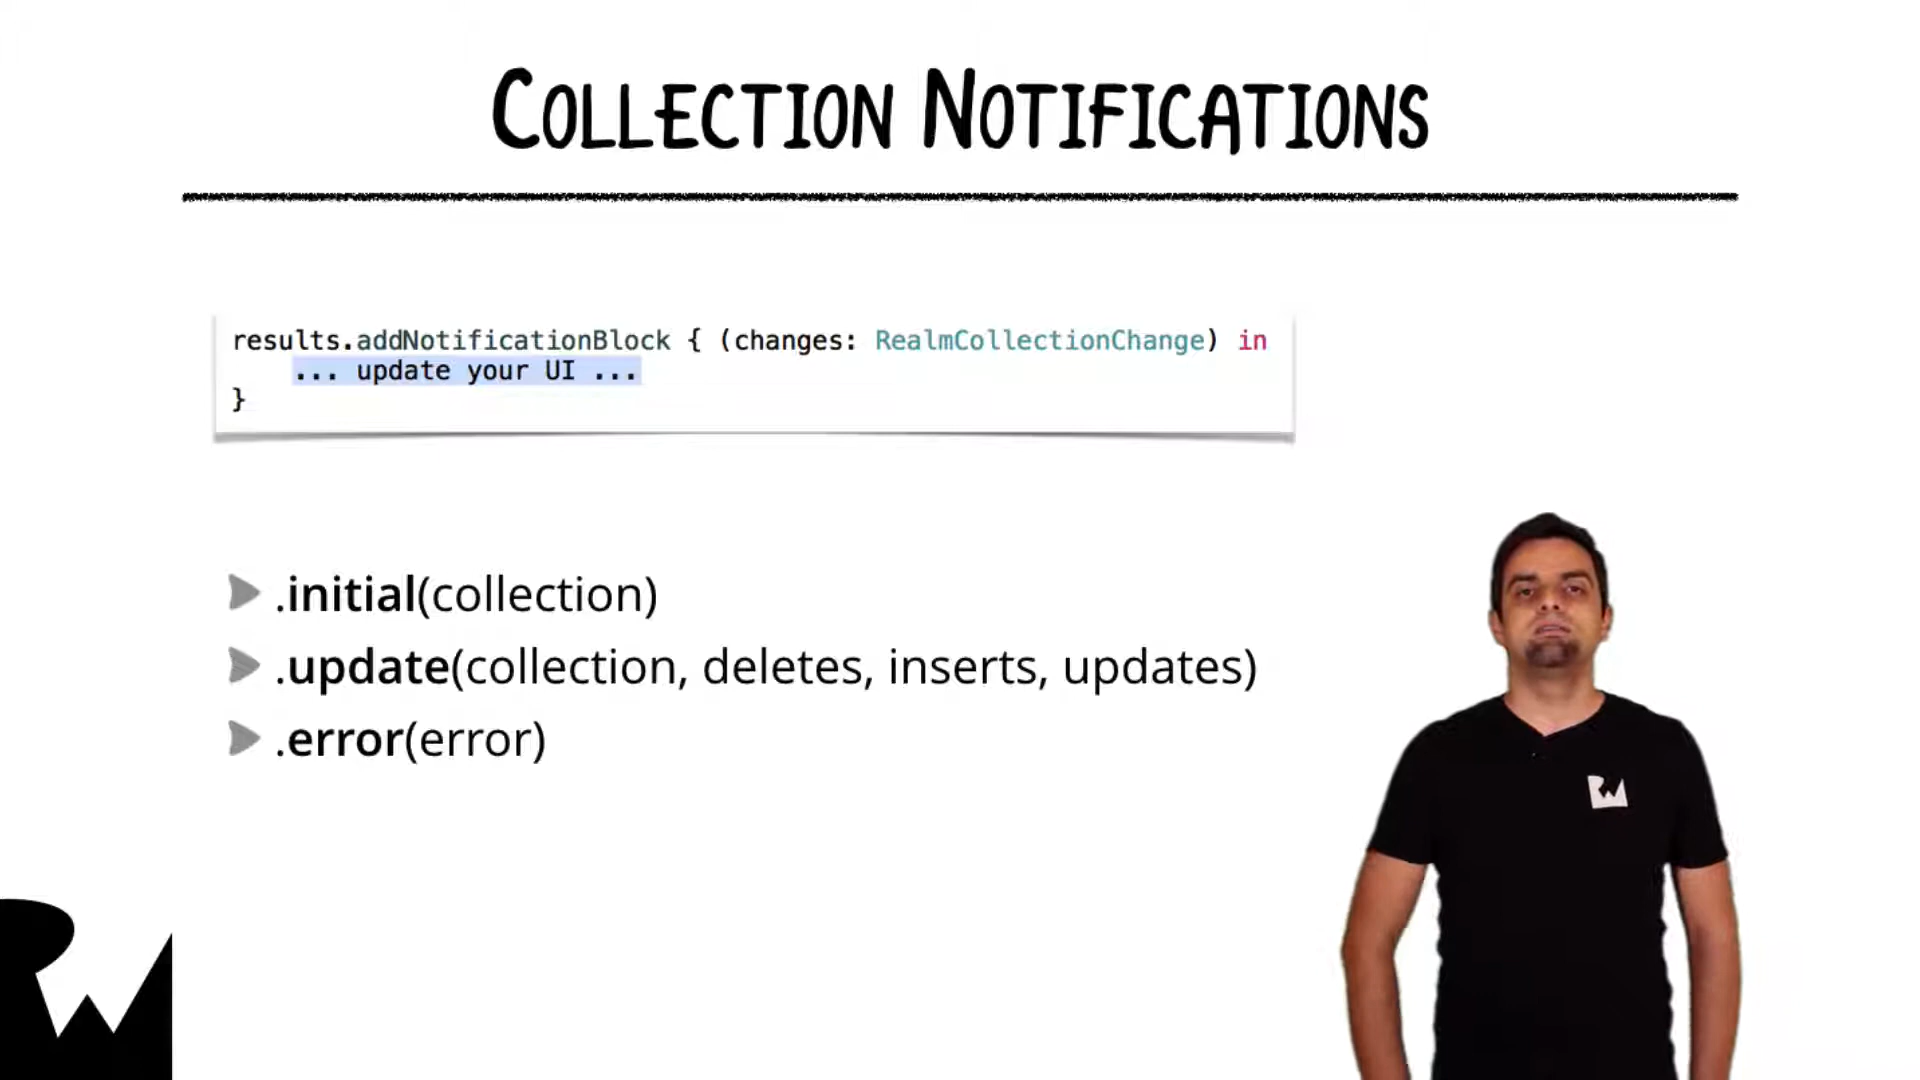 COLLECTION NOTIFICATIONS
results.addNotificationBlock { (changes: RealmCollectionChange) in
... update your UI ...
}
.initial(collection)
.update(collection, deletes, inserts, updates)
.error(error)